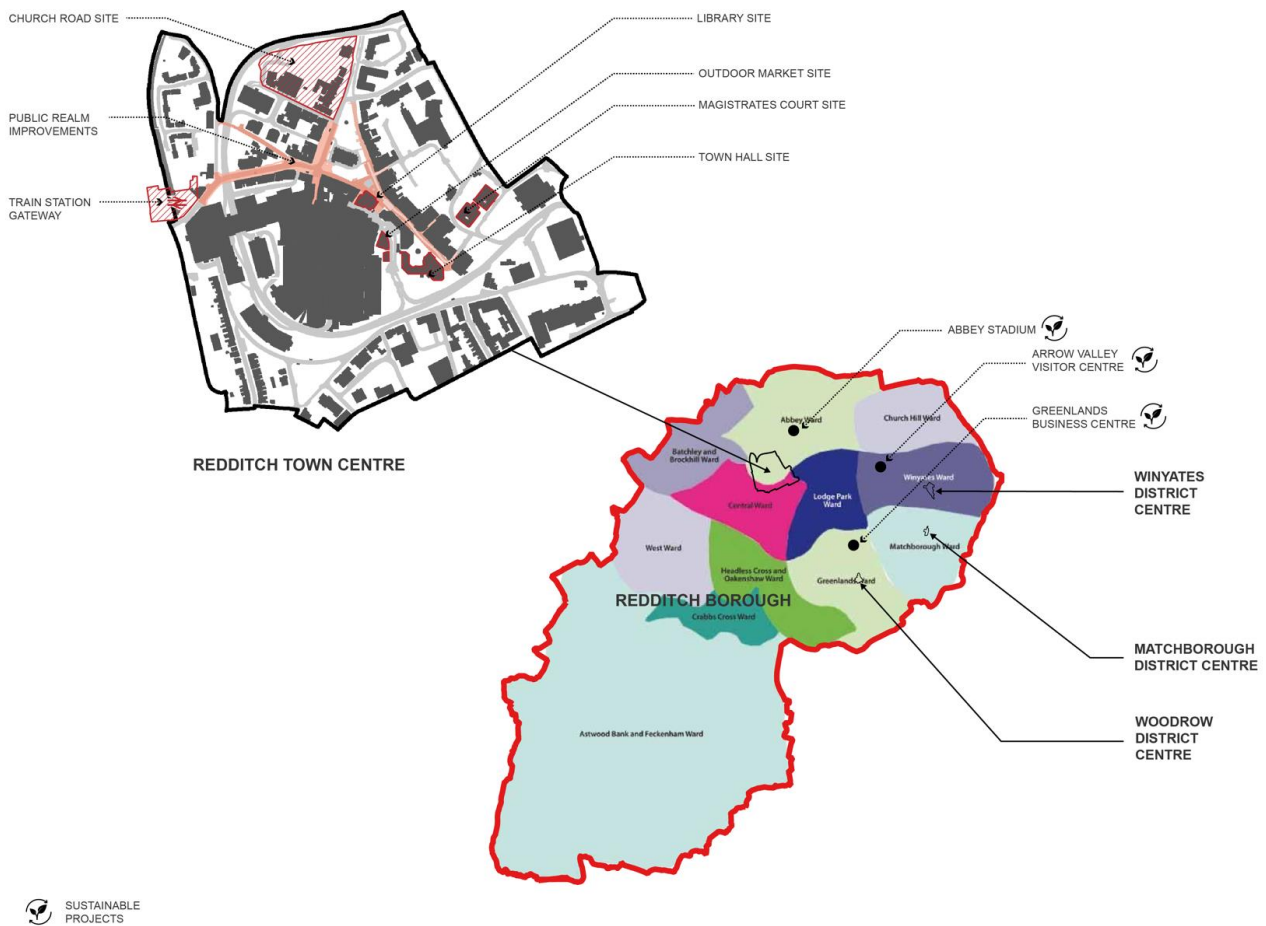 CHURCH ROAD SITE
LIBRARY SITE
OUTDOOR MARKET SITE
MAGISTRATES COURT SITE
PUBLIC REALM
IMPROVEMENTS
TOWN HALL SITE
TRAIN STATION
GATEWAY
REDDITCH TOWN CENTRE
ABBEY STADIUM
ARROW VALLEY
VISITOR CENTRE
GREENLANDS
BUSINESS CENTRE
Abbey Ward
Church Hill Ward
Batchley and
Brockhill Ward
Winyates Ward
WINYATES
DISTRICT
CENTRE
Central Ward
Lodge Park
Ward
West Ward
Matchborough Ward
Headless Cross and
Oakenshaw Ward
Greenlands Ward
REDDITCH BOROUGH
Crabbs Cross Ward
MATCHBOROUGH
DISTRICT CENTRE
WOODROW
DISTRICT
CENTRE
Astwood Bank and Feckenham Ward
SUSTAINABLE
PROJECTS